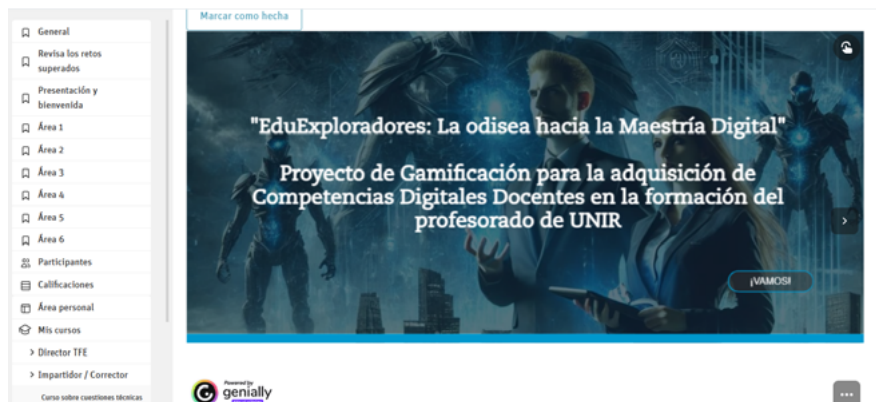 Marcar como hecha
General
Revisa los retos
superados
Presentación y
bienvenida
Área 1
Área 2
Área 3
Área 4
Área 5
Área 6
Participantes
Calificaciones
Área personal
Mis cursos
> Director TFE
> Impartidor / Corrector
Curso sobre cuestiones técnicas
"EduExploradores: La odisea hacia la Maestría Digital"
Proyecto de Gamificación para la adquisición de
Competencias Digitales Docentes en la formación del
profesorado de UNIR
¡VAMOS!
Powered by
genially